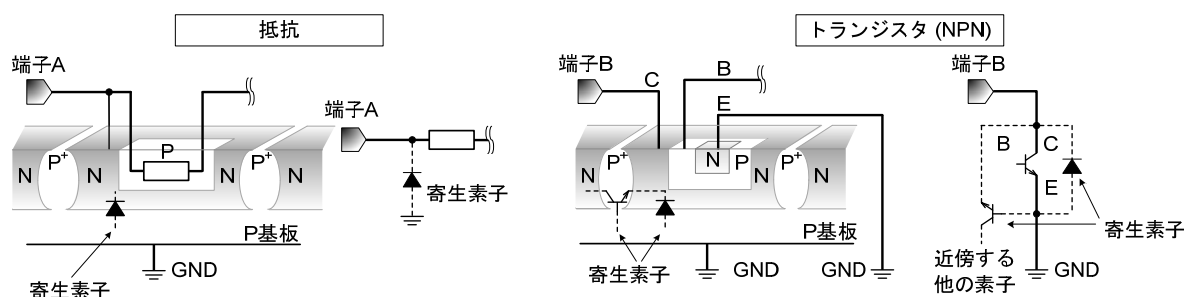 抵抗
端子A
N
P+
N
P
N
P+
N
P基板
GND
寄生素子
端子A
寄生素子
トランジスタ (NPN)
端子B
C
B
E
N
P+
N
N
P
N
P+
N
P基板
寄生素子
GND
GND
端子B
B
C
E
寄生素子
近傍する
他の素子
GND